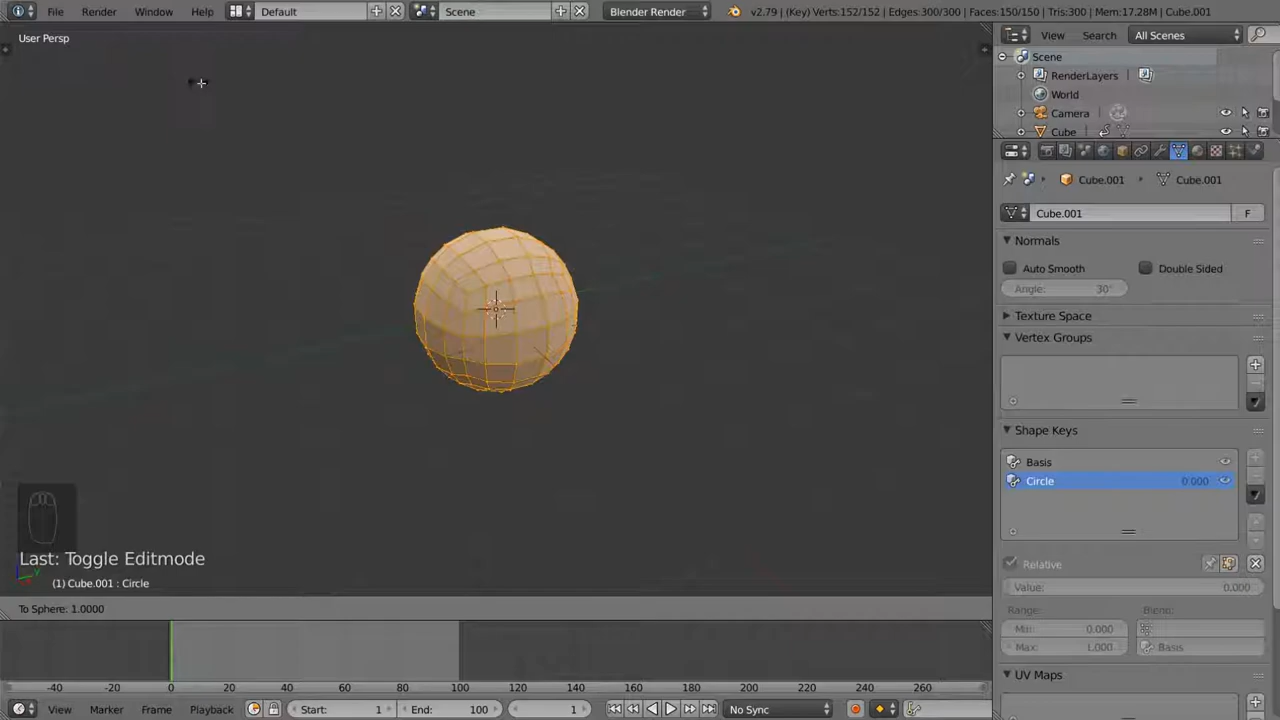 File Render Window Help Default Scene Blender Render v2.79 | (Key) Verts:152/152 | Edges:300/300 | Faces:150/150 | Tris:300 | Mem:17.28M | Cube.001
User Persp
View Search All Scenes
Scene
RenderLayers
World
Camera
Cube
Cube.001 Cube.001
Cube.001 F
Normals
Auto Smooth Double Sided
Angle: 30°
Texture Space
Vertex Groups
Shape Keys
Basis
Circle 0.000
Relative
Value: 0.000
Range: Blend:
Min: 0.000
Max: 1.000 Basis
UV Maps
Last: Toggle Editmode
(1) Cube.001 : Circle
To Sphere: 1.0000
-40 -20 0 20 40 60 80 100 120 140 160 180 200 220 240 260
View Marker Frame Playback Start: 1 End: 100 1 No Sync